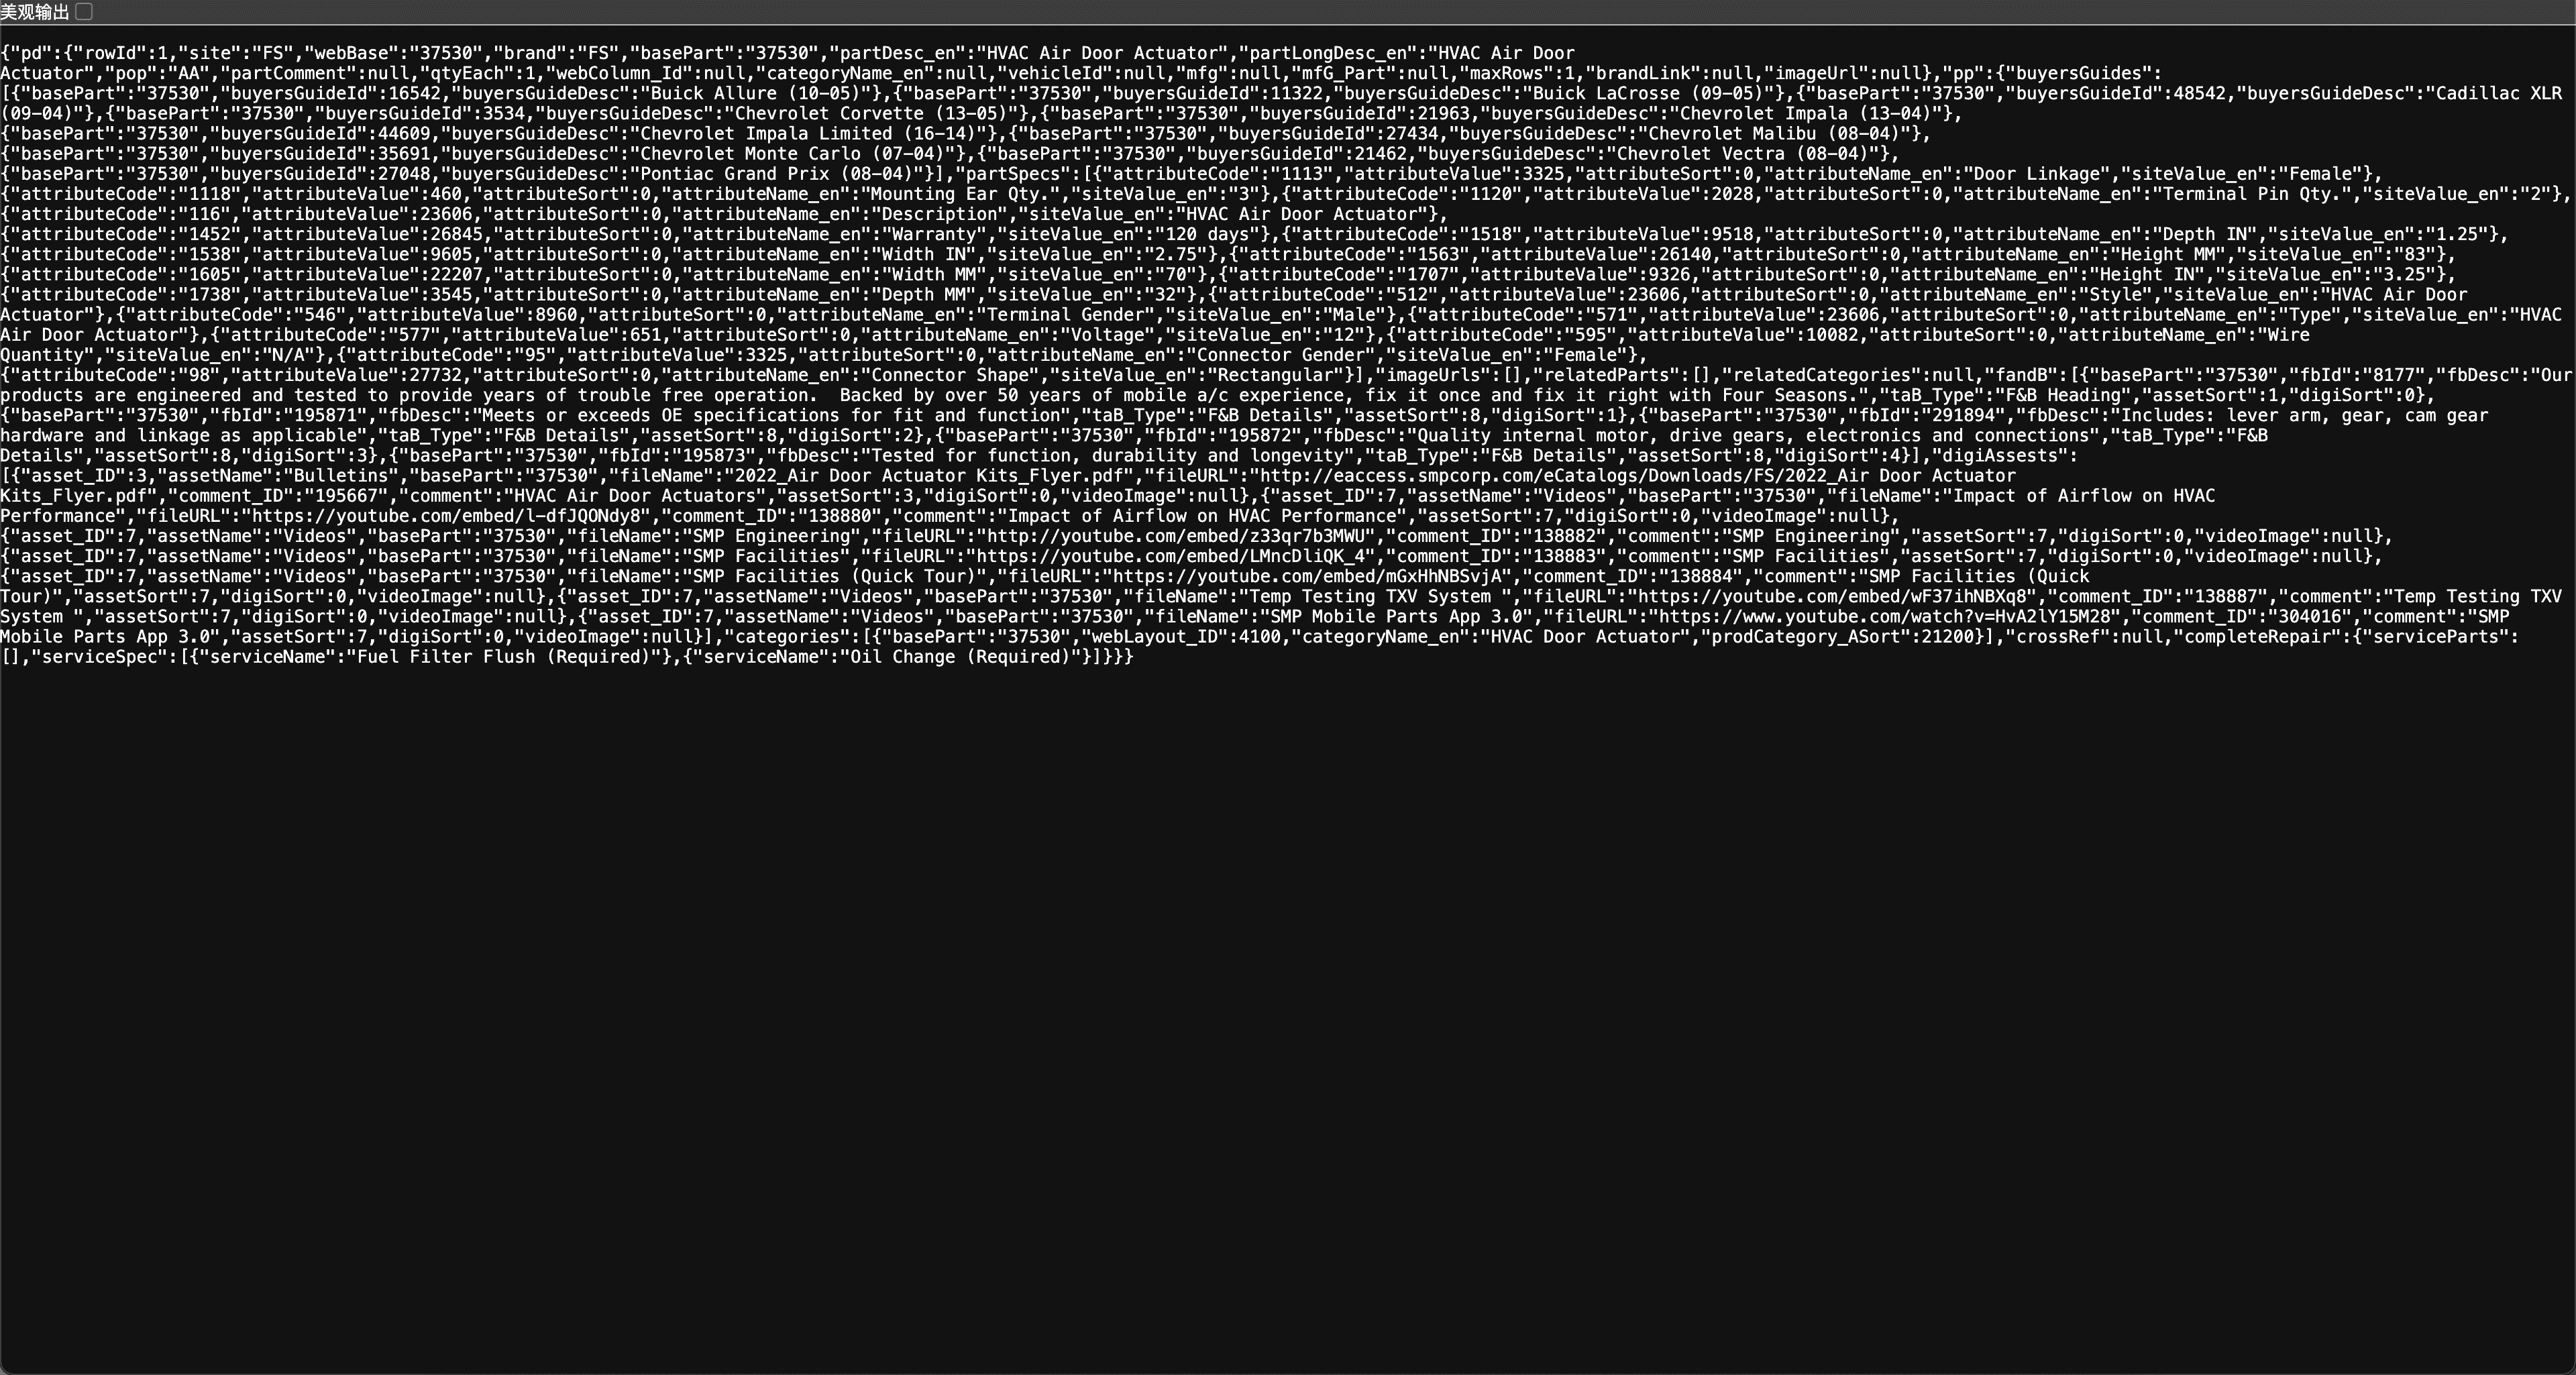 美观输出
{"pd":{"rowId":1,"site":"FS","webBase":"37530","brand":"FS","basePart":"37530","partDesc_en":"HVAC Air Door Actuator","partLongDesc_en":"HVAC Air Door
Actuator","pop":"AA","partComment":null,"qtyEach":1,"webColumn_Id":null,"categoryName_en":null,"vehicleId":null,"mfg":null,"mfG_Part":null,"maxRows":1,"brandLink":null,"imageUrl":null},"pp":{"buyersGuides":
[{"basePart":"37530","buyersGuideId":16542,"buyersGuideDesc":"Buick Allure (10-05)"},{"basePart":"37530","buyersGuideId":11322,"buyersGuideDesc":"Buick LaCrosse (09-05)"},{"basePart":"37530","buyersGuideId":48542,"buyersGuideDesc":"Cadillac XLR
(09-04)"},{"basePart":"37530","buyersGuideId":3534,"buyersGuideDesc":"Chevrolet Corvette (13-05)"},{"basePart":"37530","buyersGuideId":21963,"buyersGuideDesc":"Chevrolet Impala (13-04)"},
{"basePart":"37530","buyersGuideId":44609,"buyersGuideDesc":"Chevrolet Impala Limited (16-14)"},{"basePart":"37530","buyersGuideId":27434,"buyersGuideDesc":"Chevrolet Malibu (08-04)"},
{"basePart":"37530","buyersGuideId":35691,"buyersGuideDesc":"Chevrolet Monte Carlo (07-04)"},{"basePart":"37530","buyersGuideId":21462,"buyersGuideDesc":"Chevrolet Vectra (08-04)"},
{"basePart":"37530","buyersGuideId":27048,"buyersGuideDesc":"Pontiac Grand Prix (08-04)"}],"partSpecs":[{"attributeCode":"1113","attributeValue":3325,"attributeSort":0,"attributeName_en":"Door Linkage","siteValue_en":"Female"},
{"attributeCode":"1118","attributeValue":460,"attributeSort":0,"attributeName_en":"Mounting Ear Qty.","siteValue_en":"3"},{"attributeCode":"1120","attributeValue":2028,"attributeSort":0,"attributeName_en":"Terminal Pin Qty.","siteValue_en":"2"},
{"attributeCode":"116","attributeValue":23606,"attributeSort":0,"attributeName_en":"Description","siteValue_en":"HVAC Air Door Actuator"},
{"attributeCode":"1452","attributeValue":26845,"attributeSort":0,"attributeName_en":"Warranty","siteValue_en":"120 days"},{"attributeCode":"1518","attributeValue":9518,"attributeSort":0,"attributeName_en":"Depth IN","siteValue_en":"1.25"},
{"attributeCode":"1538","attributeValue":9605,"attributeSort":0,"attributeName_en":"Width IN","siteValue_en":"2.75"},{"attributeCode":"1563","attributeValue":26140,"attributeSort":0,"attributeName_en":"Height MM","siteValue_en":"83"},
{"attributeCode":"1605","attributeValue":22207,"attributeSort":0,"attributeName_en":"Width MM","siteValue_en":"70"},{"attributeCode":"1707","attributeValue":9326,"attributeSort":0,"attributeName_en":"Height IN","siteValue_en":"3.25"},
{"attributeCode":"1738","attributeValue":3545,"attributeSort":0,"attributeName_en":"Depth MM","siteValue_en":"32"},{"attributeCode":"512","attributeValue":23606,"attributeSort":0,"attributeName_en":"Style","siteValue_en":"HVAC Air Door
Actuator"},{"attributeCode":"546","attributeValue":8960,"attributeSort":0,"attributeName_en":"Terminal Gender","siteValue_en":"Male"},{"attributeCode":"571","attributeValue":23606,"attributeSort":0,"attributeName_en":"Type","siteValue_en":"HVAC
Air Door Actuator"},{"attributeCode":"577","attributeValue":651,"attributeSort":0,"attributeName_en":"Voltage","siteValue_en":"12"},{"attributeCode":"595","attributeValue":10082,"attributeSort":0,"attributeName_en":"Wire
Quantity","siteValue_en":"N/A"},{"attributeCode":"95","attributeValue":3325,"attributeSort":0,"attributeName_en":"Connector Gender","siteValue_en":"Female"},
{"attributeCode":"98","attributeValue":27732,"attributeSort":0,"attributeName_en":"Connector Shape","siteValue_en":"Rectangular"}],"imageUrls":[],"relatedParts":[],"relatedCategories":null,"fandB":[{"basePart":"37530","fbId":"8177","fbDesc":"Our
products are engineered and tested to provide years of trouble free operation.  Backed by over 50 years of mobile a/c experience, fix it once and fix it right with Four Seasons.","taB_Type":"F&B Heading","assetSort":1,"digiSort":0},
{"basePart":"37530","fbId":"195871","fbDesc":"Meets or exceeds OE specifications for fit and function","taB_Type":"F&B Details","assetSort":8,"digiSort":1},{"basePart":"37530","fbId":"291894","fbDesc":"Includes: lever arm, gear, cam gear
hardware and linkage as applicable","taB_Type":"F&B Details","assetSort":8,"digiSort":2},{"basePart":"37530","fbId":"195872","fbDesc":"Quality internal motor, drive gears, electronics and connections","taB_Type":"F&B
Details","assetSort":8,"digiSort":3},{"basePart":"37530","fbId":"195873","fbDesc":"Tested for function, durability and longevity","taB_Type":"F&B Details","assetSort":8,"digiSort":4}],"digiAssests":
[{"asset_ID":3,"assetName":"Bulletins","basePart":"37530","fileName":"2022_Air Door Actuator Kits_Flyer.pdf","fileURL":"http://eaccess.smpcorp.com/eCatalogs/Downloads/FS/2022_Air Door Actuator
Kits_Flyer.pdf","comment_ID":"195667","comment":"HVAC Air Door Actuators","assetSort":3,"digiSort":0,"videoImage":null},{"asset_ID":7,"assetName":"Videos","basePart":"37530","fileName":"Impact of Airflow on HVAC
Performance","fileURL":"https://youtube.com/embed/l-dfJQONdy8","comment_ID":"138880","comment":"Impact of Airflow on HVAC Performance","assetSort":7,"digiSort":0,"videoImage":null},
{"asset_ID":7,"assetName":"Videos","basePart":"37530","fileName":"SMP Engineering","fileURL":"http://youtube.com/embed/z33qr7b3MWU","comment_ID":"138882","comment":"SMP Engineering","assetSort":7,"digiSort":0,"videoImage":null},
{"asset_ID":7,"assetName":"Videos","basePart":"37530","fileName":"SMP Facilities","fileURL":"https://youtube.com/embed/LMncDliQK_4","comment_ID":"138883","comment":"SMP Facilities","assetSort":7,"digiSort":0,"videoImage":null},
{"asset_ID":7,"assetName":"Videos","basePart":"37530","fileName":"SMP Facilities (Quick Tour)","fileURL":"https://youtube.com/embed/mGxHhNBSvjA","comment_ID":"138884","comment":"SMP Facilities (Quick
Tour)","assetSort":7,"digiSort":0,"videoImage":null},{"asset_ID":7,"assetName":"Videos","basePart":"37530","fileName":"Temp Testing TXV System ","fileURL":"https://youtube.com/embed/wF37ihNBXq8","comment_ID":"138887","comment":"Temp Testing TXV
System ","assetSort":7,"digiSort":0,"videoImage":null},{"asset_ID":7,"assetName":"Videos","basePart":"37530","fileName":"SMP Mobile Parts App 3.0","fileURL":"https://www.youtube.com/watch?v=HvA2lY15M28","comment_ID":"304016","comment":"SMP
Mobile Parts App 3.0","assetSort":7,"digiSort":0,"videoImage":null}],"categories":[{"basePart":"37530","webLayout_ID":4100,"categoryName_en":"HVAC Door Actuator","prodCategory_ASort":21200}],"crossRef":null,"completeRepair":{"serviceParts":
[],"serviceSpec":[{"serviceName":"Fuel Filter Flush (Required)"},{"serviceName":"Oil Change (Required)"}]}}}